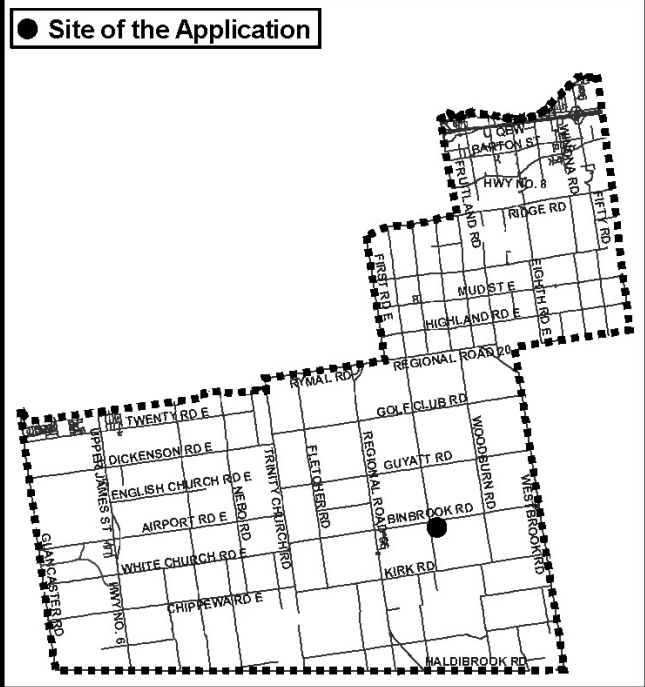 Site of the Application
QEW
BARTON ST
WINONA RD
FRUITLAND RD
HWY NO. 8
RIDGE RD
FIFTY RD
FIRST RD E
MUD ST E
EIGHTH RD E
HIGHLAND RD E
REGIONAL ROAD 20
RYMAL RD
GOLF CLUB RD
TWENTY RD E
UPPER JAMES ST
DICKENSON RD E
TRINITY CHURCH RD
FLETCHER RD
REGIONAL ROAD 56
GUYATT RD
WOODBURN RD
ENGLISH CHURCH RD E
NEBO RD
WESTBROOK RD
BINBROOK RD
AIRPORT RD E
GLANCASTER RD
WHITE CHURCH RD E
KIRK RD
HWY NO. 6
CHIPPEWA RD E
HALDIBROOK RD